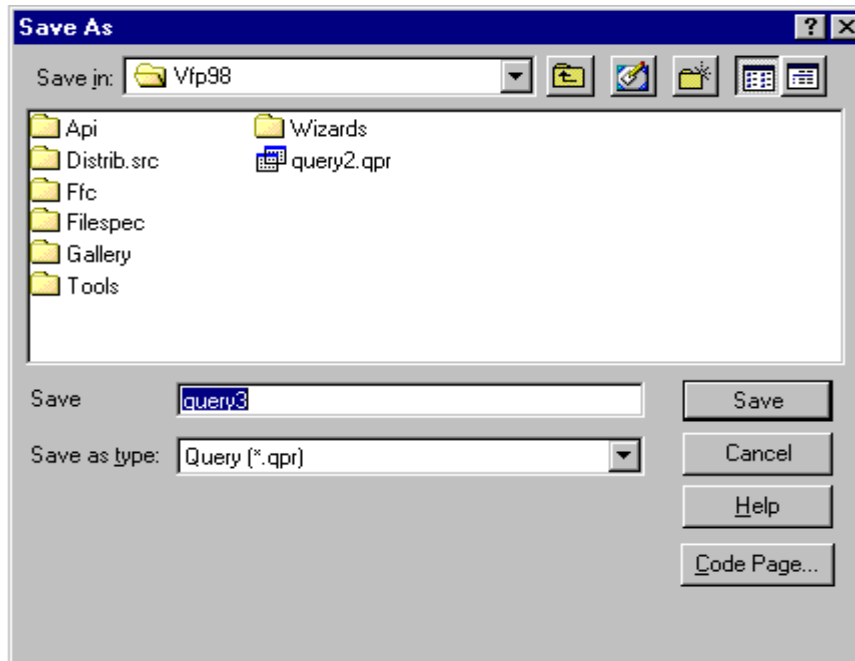 Save As
Save in: Vfp98
Api Wizards
Distrib.src query2.qpr
Ffc
Filespec
Gallery
Tools
Save query3 Save
Save as type: Query (*.qpr) Cancel
Help
Code Page...